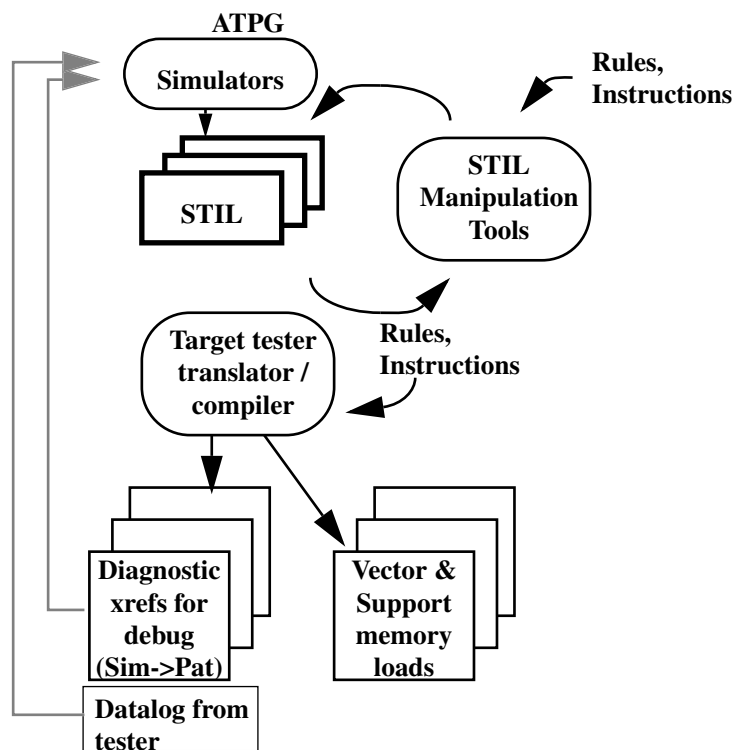 ATPG
Simulators
Rules,
Instructions
STIL
STIL
Manipulation
Tools
Rules,
Instructions
Target tester
translator /
compiler
Diagnostic
xrefs for
debug
(Sim->Pat)
Vector &
Support
memory
loads
Datalog from
tester